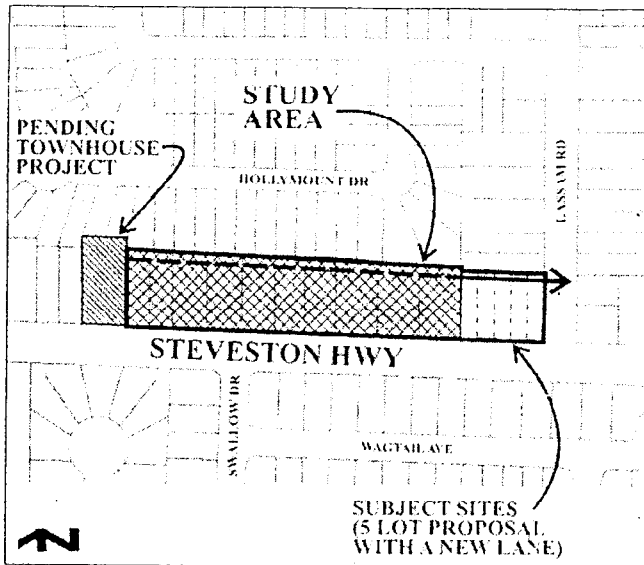 STUDY
AREA
PENDING
TOWNHOUSE
PROJECT
HOLLYMOUNT DR
LASSAM RD
STEVESTON HWY
SWALLOW DR
WAGTAIL AVE
SUBJECT SITES
(5 LOT PROPOSAL
WITH A NEW LANE)
N